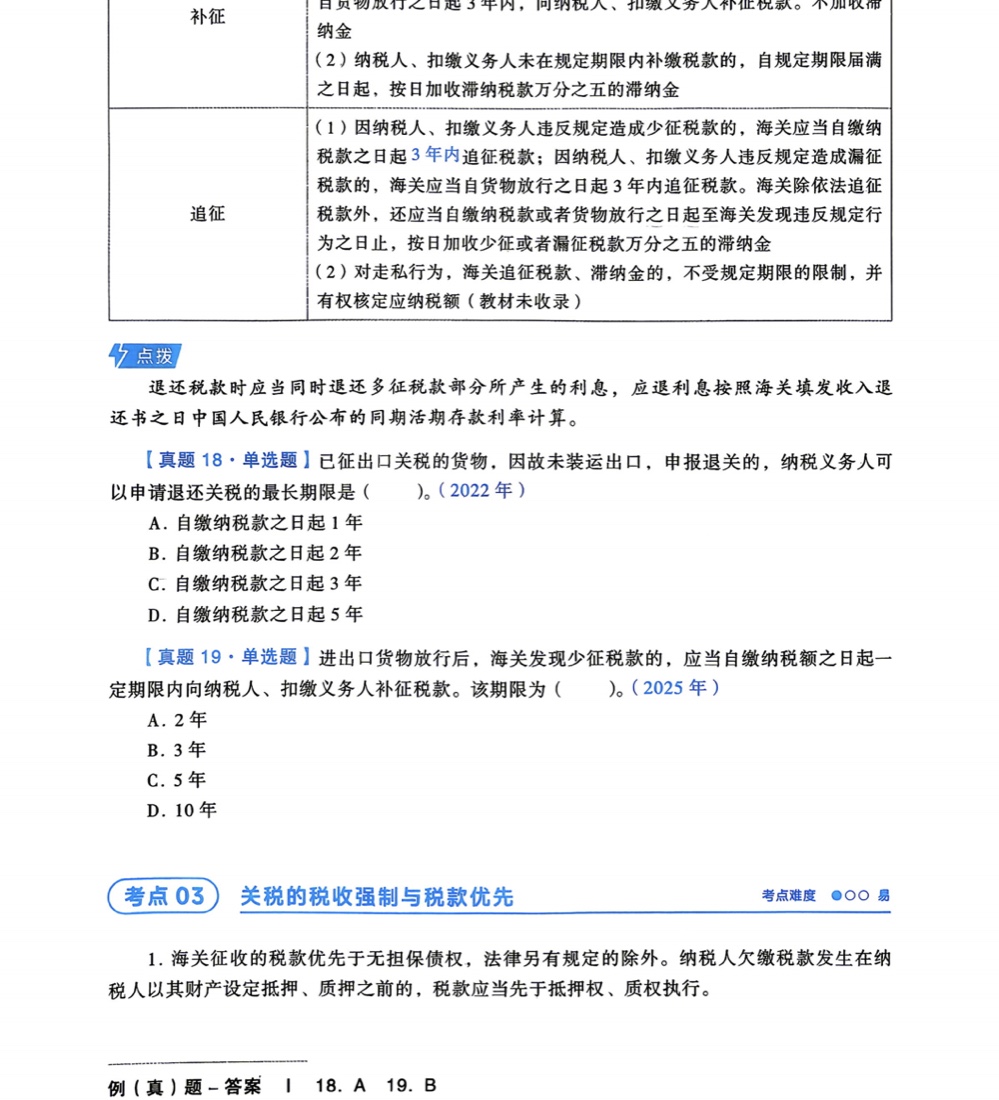 补征
自货物放行之日起 3 年内，向纳税人、扣缴义务人补征税款。不加收滞
纳金
（2）纳税人、扣缴义务人未在规定期限内补缴税款的，自规定期限届满
之日起，按日加收滞纳税款万分之五的滞纳金
追征
（1）因纳税人、扣缴义务人违反规定造成少征税款的，海关应当自缴纳
税款之日起 3 年内追征税款；因纳税人、扣缴义务人违反规定造成漏征
税款的，海关应当自货物放行之日起 3 年内追征税款。海关除依法追征
税款外，还应当自缴纳税款或者货物放行之日起至海关发现违反规定行
为之日止，按日加收少征或者漏征税款万分之五的滞纳金
（2）对走私行为，海关追征税款、滞纳金的，不受规定期限的限制，并
有权核定应纳税额（教材未收录）
点拨
退还税款时应当同时退还多征税款部分所产生的利息，应退利息按照海关填发收入退
还书之日中国人民银行公布的同期活期存款利率计算。
【真题 18·单选题】已征出口关税的货物，因故未装运出口，申报退关的，纳税义务人可
以申请退还关税的最长期限是（　　）。（2022 年）
A. 自缴纳税款之日起 1 年
B. 自缴纳税款之日起 2 年
C. 自缴纳税款之日起 3 年
D. 自缴纳税款之日起 5 年
【真题 19·单选题】进出口货物放行后，海关发现少征税款的，应当自缴纳税额之日起一
定期限内向纳税人、扣缴义务人补征税款。该期限为（　　）。（2025 年）
A. 2 年
B. 3 年
C. 5 年
D. 10 年
考点 03 关税的税收强制与税款优先 考点难度 易
1. 海关征收的税款优先于无担保债权，法律另有规定的除外。纳税人欠缴税款发生在纳
税人以其财产设定抵押、质押之前的，税款应当先于抵押权、质权执行。
例（真）题－答案 | 18. A 19. B